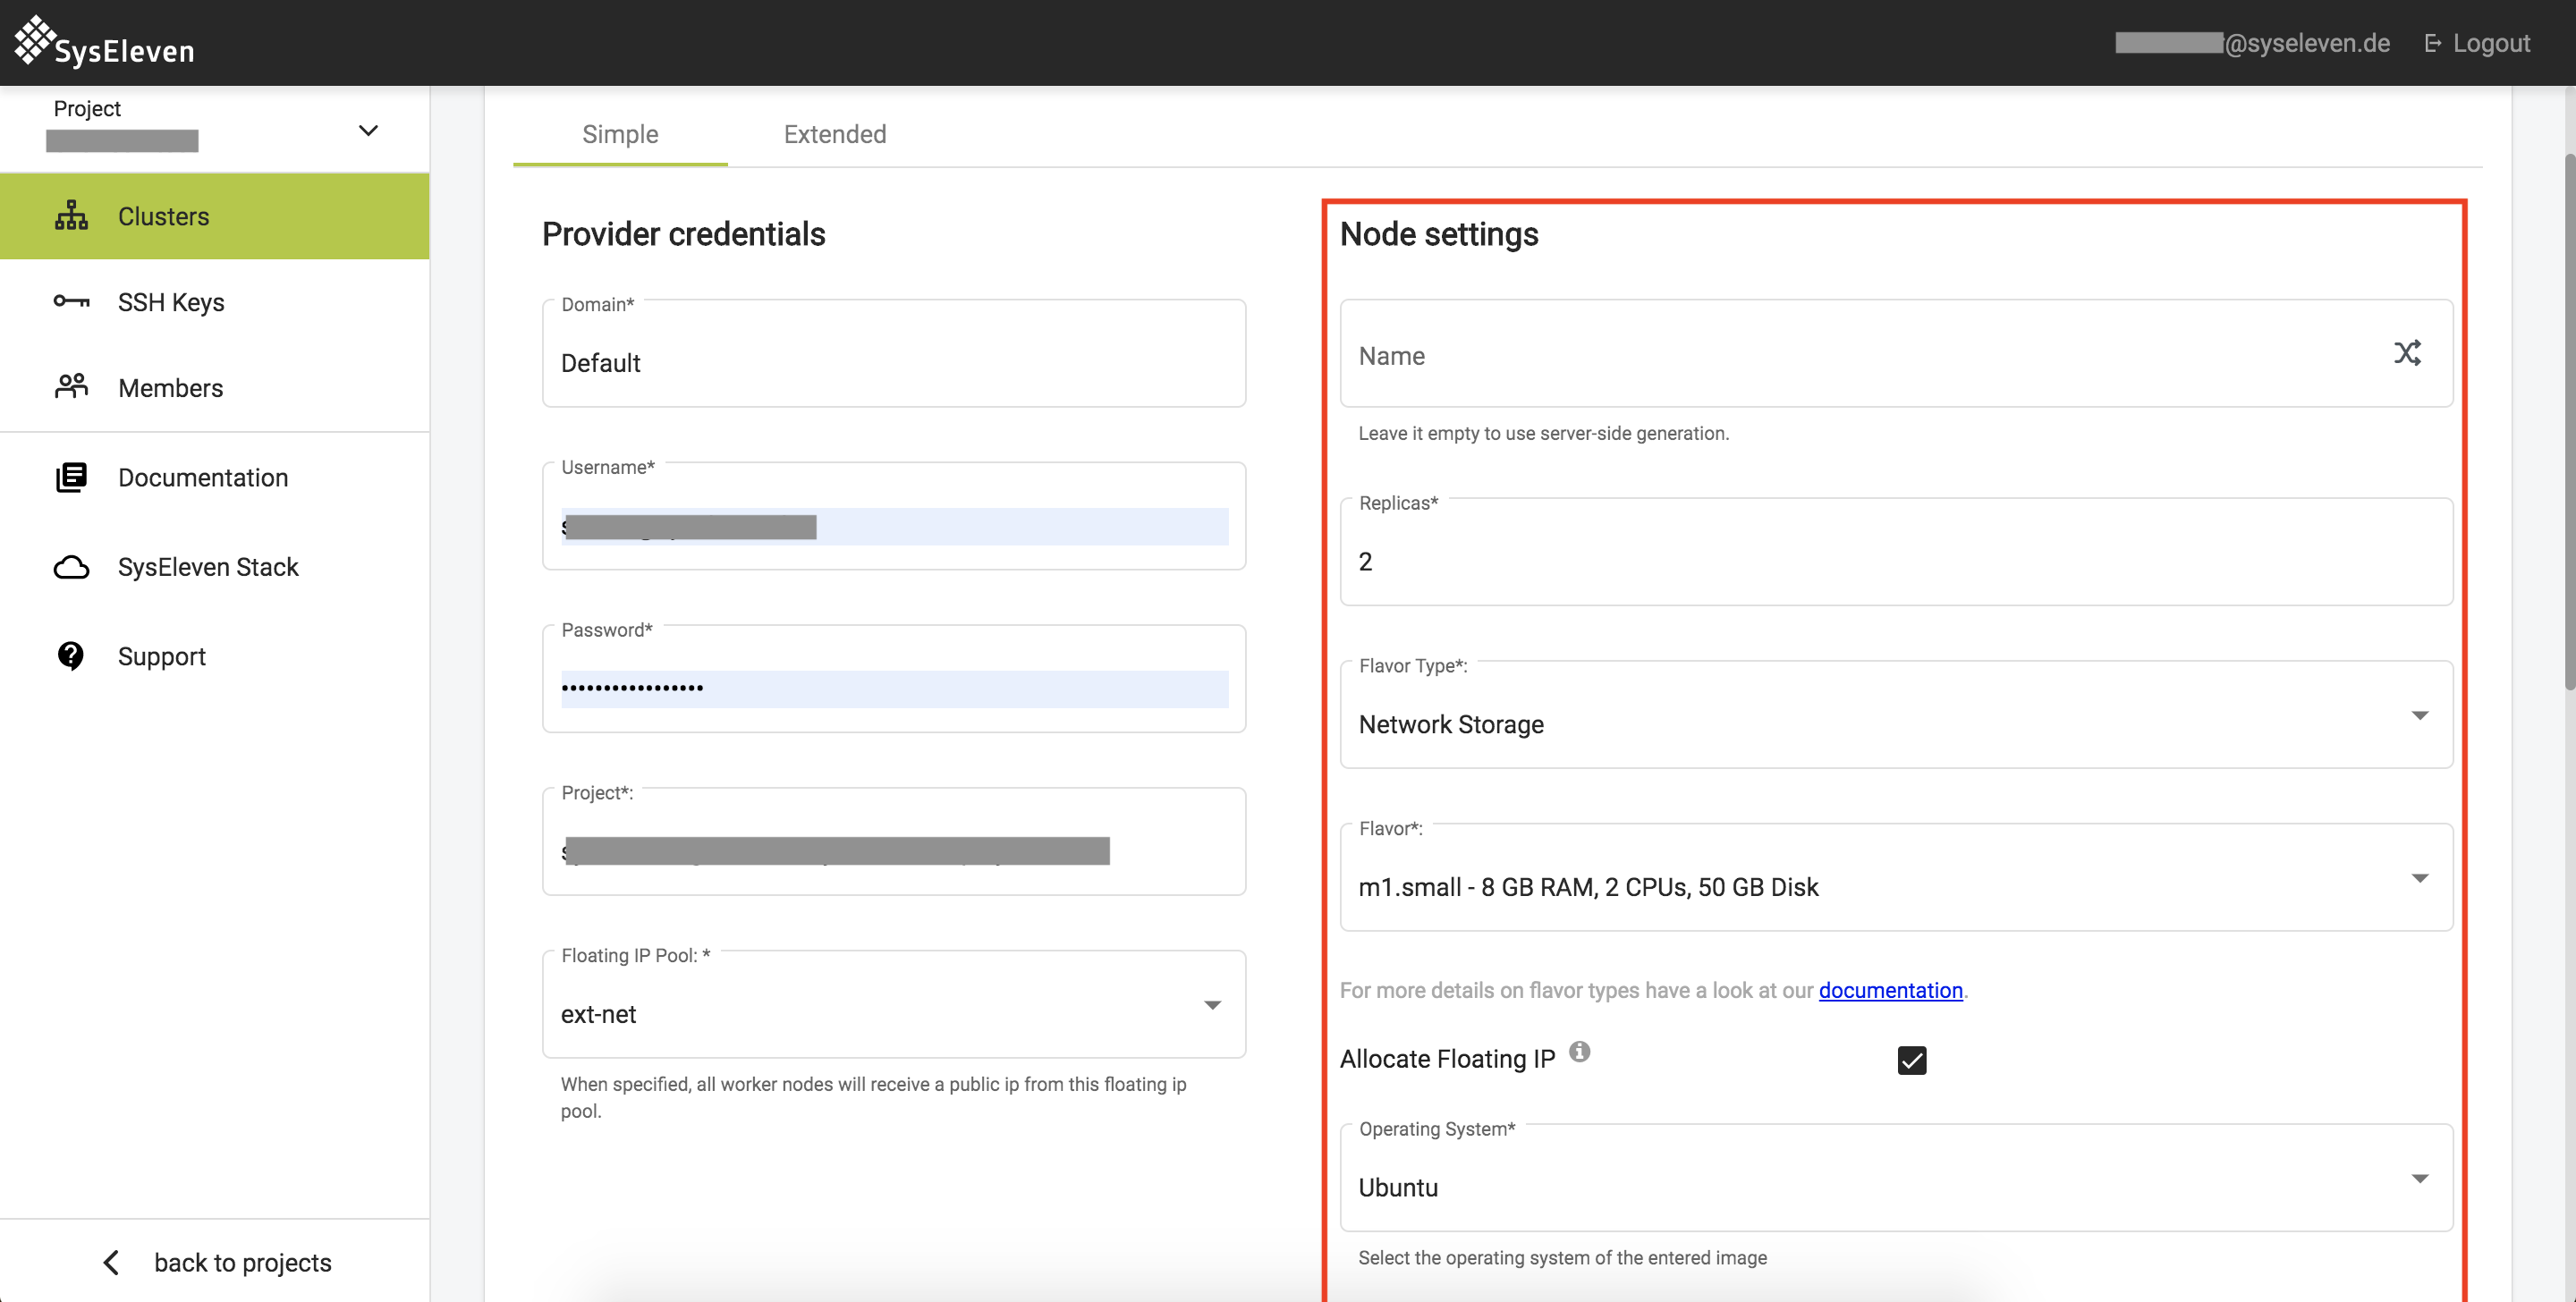 SysEleven
@syseleven.de
Logout
Project
Clusters
SSH Keys
Members
Documentation
SysEleven Stack
Support
back to projects
Simple
Extended
Provider credentials
Domain*
Default
Username*
Password*
•••••••••••••••••
Project*:
Floating IP Pool: *
ext-net
When specified, all worker nodes will receive a public ip from this floating ip
pool.
Node settings
Name
Leave it empty to use server-side generation.
Replicas*
2
Flavor Type*:
Network Storage
Flavor*:
m1.small - 8 GB RAM, 2 CPUs, 50 GB Disk
For more details on flavor types have a look at our documentation.
Allocate Floating IP
Operating System*
Ubuntu
Select the operating system of the entered image